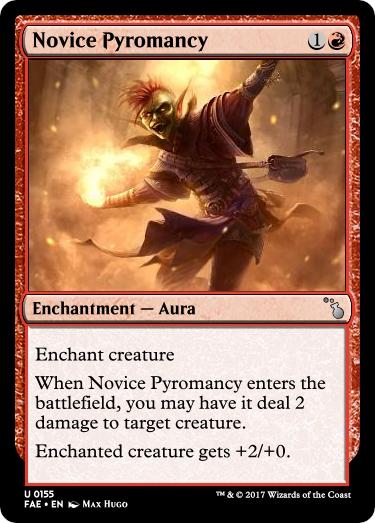 Novice Pyromancy 1
Enchantment — Aura
Enchant creature
When Novice Pyromancy enters the
battlefield, you may have it deal 2
damage to target creature.
Enchanted creature gets +2/+0.
U 0155
FAE • EN Max Hugo
™ & © 2017 Wizards of the Coast